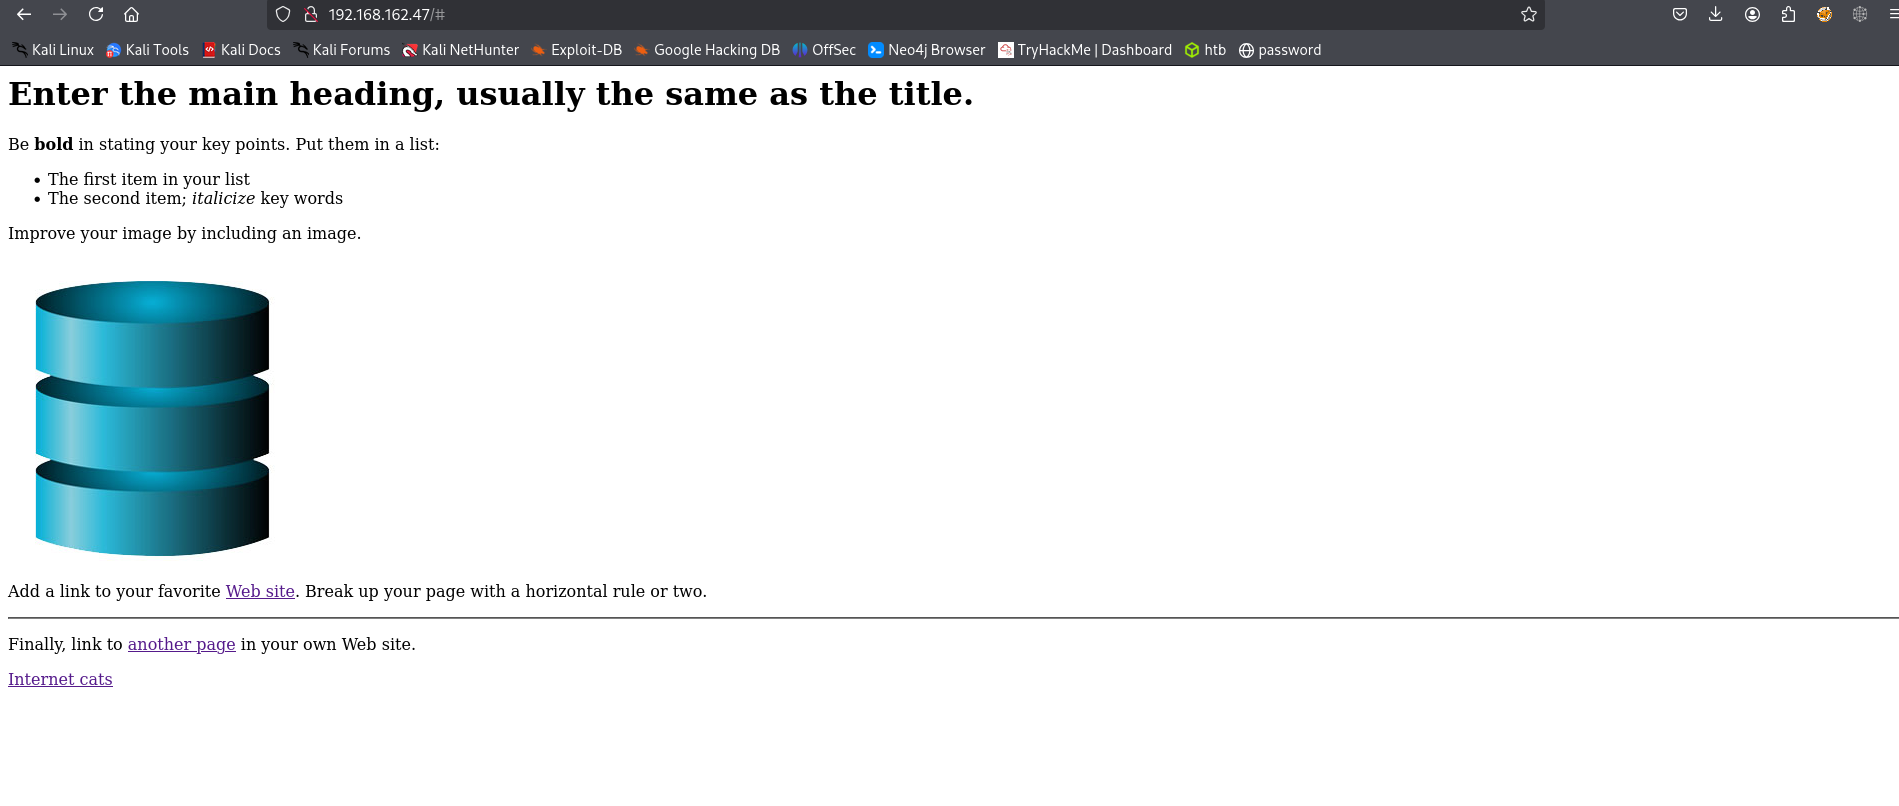 192.168.162.47/#
Kali Linux Kali Tools Kali Docs Kali Forums Kali NetHunter Exploit-DB Google Hacking DB OffSec Neo4j Browser TryHackMe | Dashboard htb password
Enter the main heading, usually the same as the title.
Be bold in stating your key points. Put them in a list:
• The first item in your list
• The second item; italicize key words
Improve your image by including an image.
Add a link to your favorite Web site. Break up your page with a horizontal rule or two.
Finally, link to another page in your own Web site.
Internet cats